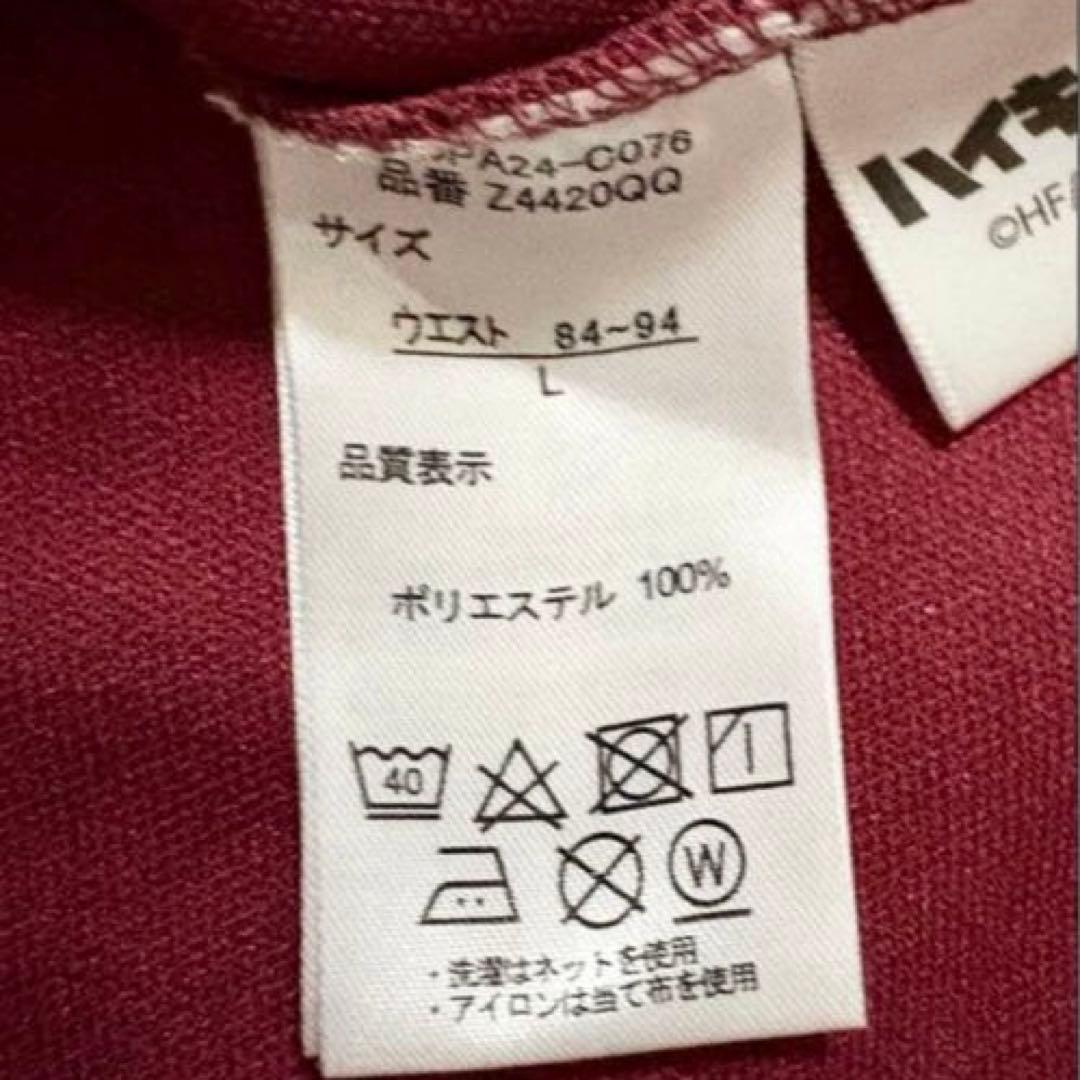 PA24-C076
品番 Z4420QQ
サイズ
ウエスト 84~94
L
品質表示
ポリエステル 100%
40
W
・洗濯はネットを使用
・アイロンは当て布を使用
ハイキ
©HF